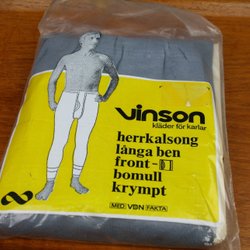 vinson
kläder för karlar
herrkalsong
långa ben
front-
bomull
krympt
MED VDN FAKTA